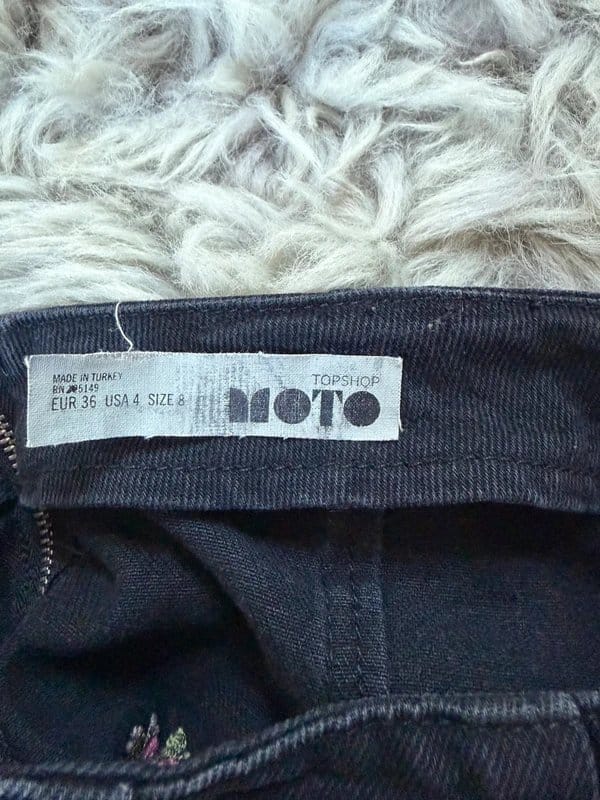 MADE IN TURKEY
RN
EUR 36 USA 4 SIZE 8
TOPSHOP
MOTO